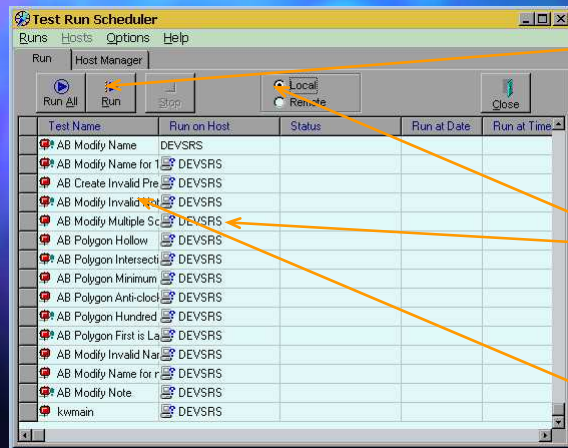 Test Run Scheduler
Runs Hosts Options Help
Run Host Manager
Run All Run Stop Local Remote Close
Test Name Run on Host Status Run at Date Run at Time
AB Modify Name DEVSRS
AB Modify Name for 1 DEVSRS
AB Create Invalid Pre DEVSRS
AB Modify Invalid DEVSRS
AB Modify Multiple Sc DEVSRS
AB Polygon Hollow DEVSRS
AB Polygon Intersecti DEVSRS
AB Polygon Minimum DEVSRS
AB Polygon Anti-clock DEVSRS
AB Polygon Hundred DEVSRS
AB Polygon First is La DEVSRS
AB Modify Invalid Nar DEVSRS
AB Modify Name for r DEVSRS
AB Modify Note DEVSRS
kwmain DEVSRS